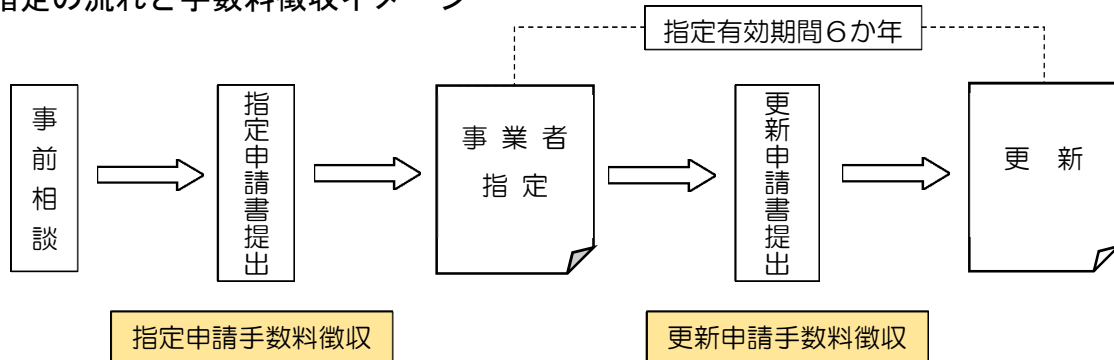 指定の流れと手数料徴収イメージ
指定有効期間6か年
事前相談
指定申請書提出
事業者
指定
更新申請書提出
更新
指定申請手数料徴収
更新申請手数料徴収